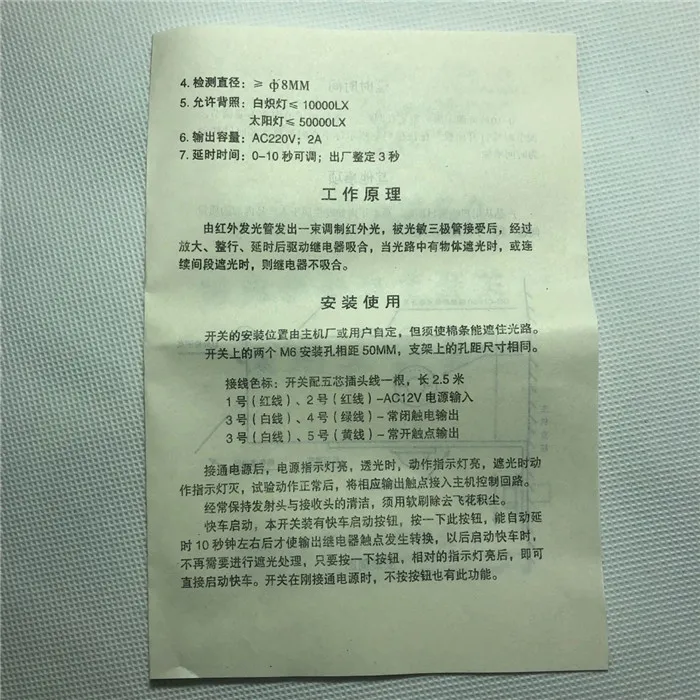 4. 检测直径：≥ ф8MM
5. 允许背照：白炽灯≤ 10000LX
太阳灯≤ 50000LX
6. 输出容量：AC220V；2A
7. 延时时间：0-10 秒可调；出厂整定 3 秒
工作原理
由红外发光管发出一束调制红外光，被光敏三极管接受后，经过
放大、整行、延时后驱动继电器吸合，当光路中有物体遮光时，或连
续间段遮光时，则继电器不吸合。
安装使用
开关的安装位置由主机厂或用户自定，但须使棉条能遮住光路。
开关上的两个 M6 安装孔相距 50MM，支架上的孔距尺寸相同。
接线色标：开关配五芯插头线一根，长 2.5 米
1 号（红线）、2 号（红线）-AC12V 电源输入
3 号（白线）、4 号（绿线）-常闭触电输出
3 号（白线）、5 号（黄线）-常开触点输出
接通电源后，电源指示灯亮，透光时，动作指示灯亮，遮光时动
作指示灯灭，试验动作正常后，将相应输出触点接入主机控制回路。
经常保持发射头与接收头的清洁，须用软刷除去飞花积尘。
快车启动，本开关装有快车启动按钮，按一下此按钮，能自动延
时 10 秒钟左右后才使输出继电器触点发生转换，以后启动快车时，
不再需要进行遮光处理，只要按一下按钮，相对的指示灯亮后，即可
直接启动快车。开关在刚接通电源时，不按按钮也有此功能。